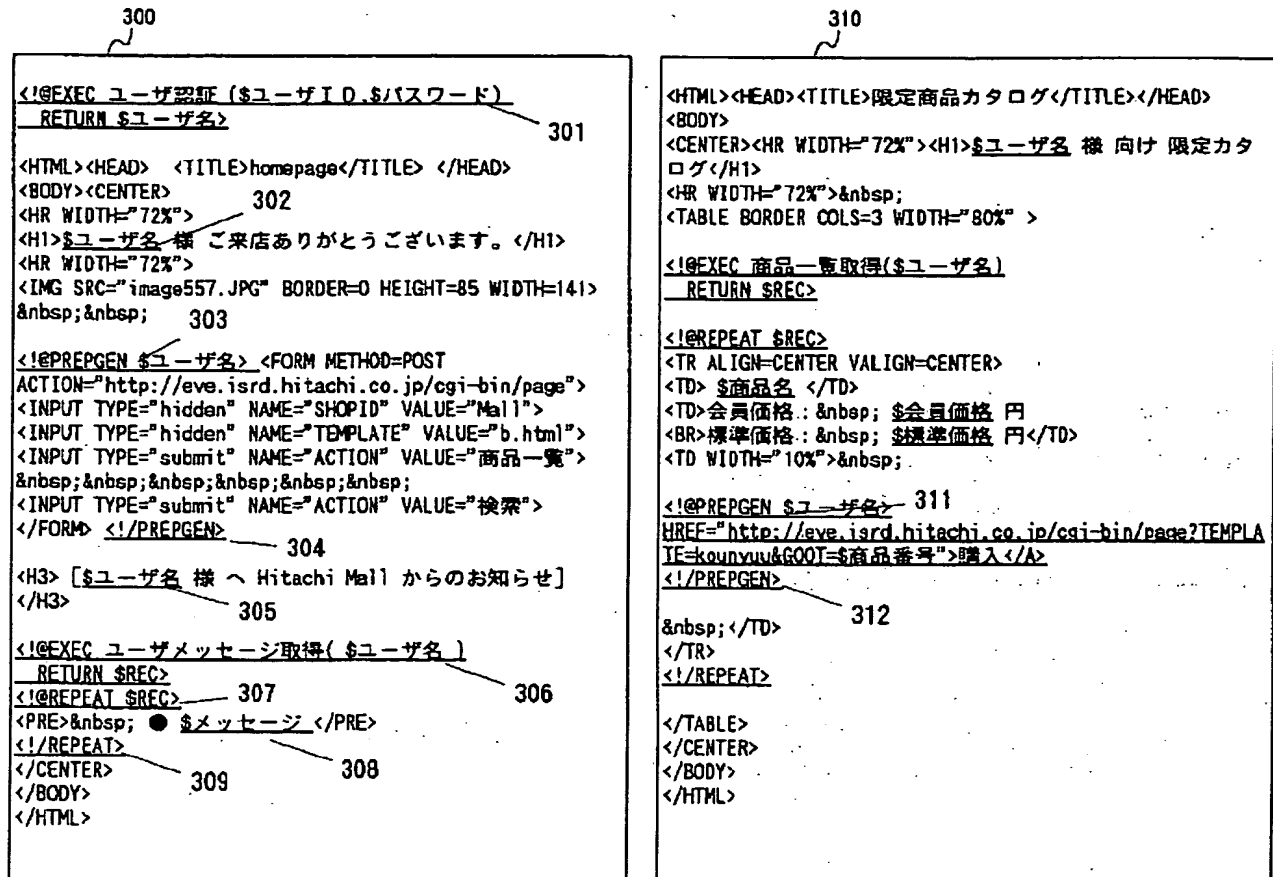 300
<!@EXEC ユーザ認証 ($ユーザID,$パスワード)
RETURN $ユーザ名>
301
<HTML><HEAD> <TITLE>homepage</TITLE> </HEAD>
<BODY><CENTER>
<HR WIDTH="72%">
302
<H1>$ユーザ名 様 ご来店ありがとうございます。</H1>
<HR WIDTH="72%">
<IMG SRC="image557.JPG" BORDER=0 HEIGHT=85 WIDTH=141>
&nbsp;&nbsp;
303
<!@PREPGEN $ユーザ名> <FORM METHOD=POST
ACTION="http://eve.isrd.hitachi.co.jp/cgi-bin/page">
<INPUT TYPE="hidden" NAME="SHOPID" VALUE="Mall">
<INPUT TYPE="hidden" NAME="TEMPLATE" VALUE="b.html">
<INPUT TYPE="submit" NAME="ACTION" VALUE="商品一覧">
&nbsp;&nbsp;&nbsp;&nbsp;&nbsp;
<INPUT TYPE="submit" NAME="ACTION" VALUE="検索">
</FORM> <!/PREPGEN>
304
<H3> [$ユーザ名 様 へ Hitachi Mall からのお知らせ]
</H3>
305
<!@EXEC ユーザメッセージ取得( $ユーザ名 )
RETURN $REC>
306
<!@REPEAT $REC>
307
<PRE>&nbsp; ● $メッセージ </PRE>
<!/REPEAT>
308
</CENTER>
309
</BODY>
</HTML>
310
<HTML><HEAD><TITLE>限定商品カタログ</TITLE></HEAD>
<BODY>
<CENTER><HR WIDTH="72%"><H1>$ユーザ名 様 向け 限定カタ
ログ</H1>
<HR WIDTH="72%">&nbsp;
<TABLE BORDER COLS=3 WIDTH="80%" >
<!@EXEC 商品一覧取得($ユーザ名)
RETURN $REC>
<!@REPEAT $REC>
<TR ALIGN=CENTER VALIGN=CENTER>
<TD> $商品名 </TD>
<TD>会員価格:&nbsp; $会員価格 円
<BR>標準価格:&nbsp; $標準価格 円</TD>
<TD WIDTH="10%">&nbsp;
<!@PREPGEN $ユーザ名>
311
HREF="http://eve.isrd.hitachi.co.jp/cgi-bin/page?TEMPLA
TE=kounyuu&GOOT=$商品番号">購入</A>
<!/PREPGEN>
312
&nbsp;</TD>
</TR>
<!/REPEAT>
</TABLE>
</CENTER>
</BODY>
</HTML>